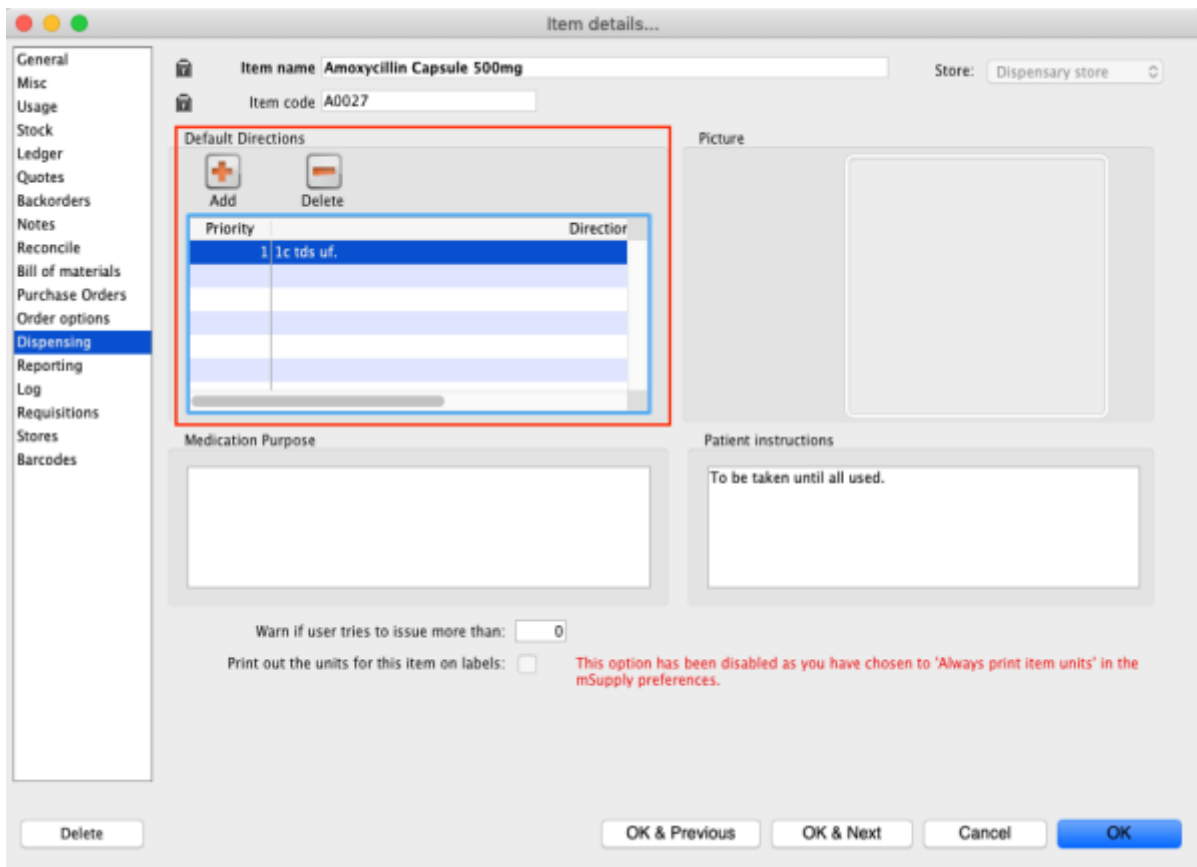 Item details...
General
Misc
Usage
Stock
Ledger
Quotes
Backorders
Notes
Reconcile
Bill of materials
Purchase Orders
Order options
Dispensing
Reporting
Log
Requisitions
Stores
Barcodes
Item name Amoxycillin Capsule 500mg
Store: Dispensary store
Item code A0027
Default Directions
Add Delete
Priority Direction
1 1c tds uf.
Picture
Medication Purpose
Patient instructions
To be taken until all used.
Warn if user tries to issue more than: 0
Print out the units for this item on labels:
This option has been disabled as you have chosen to 'Always print item units' in the
mSupply preferences.
Delete OK & Previous OK & Next Cancel OK